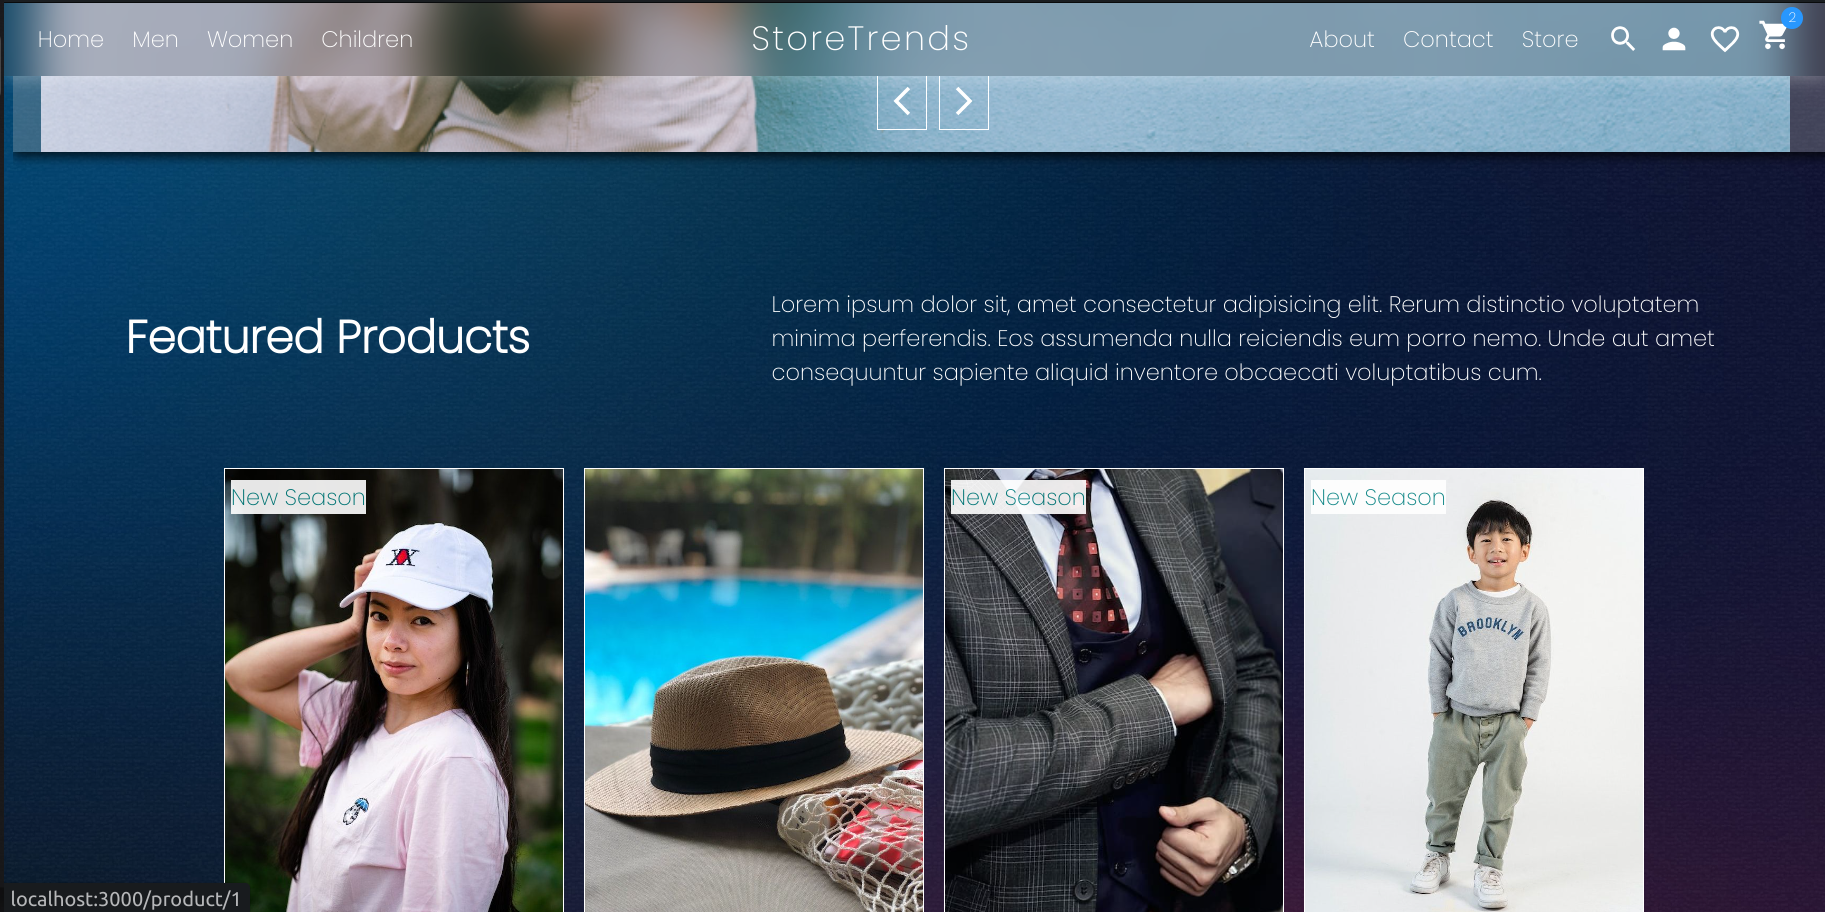 Home Men Women Children StoreTrends About Contact Store 2
Featured Products
Lorem ipsum dolor sit, amet consectetur adipisicing elit. Rerum distinctio voluptatem
minima perferendis. Eos assumenda nulla reiciendis eum porro nemo. Unde aut amet
consequuntur sapiente aliquid inventore obcaecati voluptatibus cum.
New Season
New Season
New Season
BROOKLYN
localhost:3000/product/1